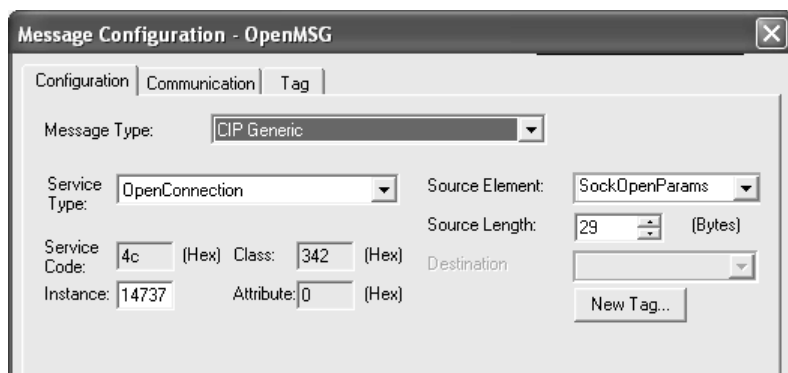 Message Configuration - OpenMSG
Configuration Communication Tag
Message Type: CIP Generic
Service Type: OpenConnection
Source Element: SockOpenParams
Source Length: 29 (Bytes)
Service Code: 4c (Hex) Class: 342 (Hex)
Destination
Instance: 14737 Attribute: 0 (Hex)
New Tag...